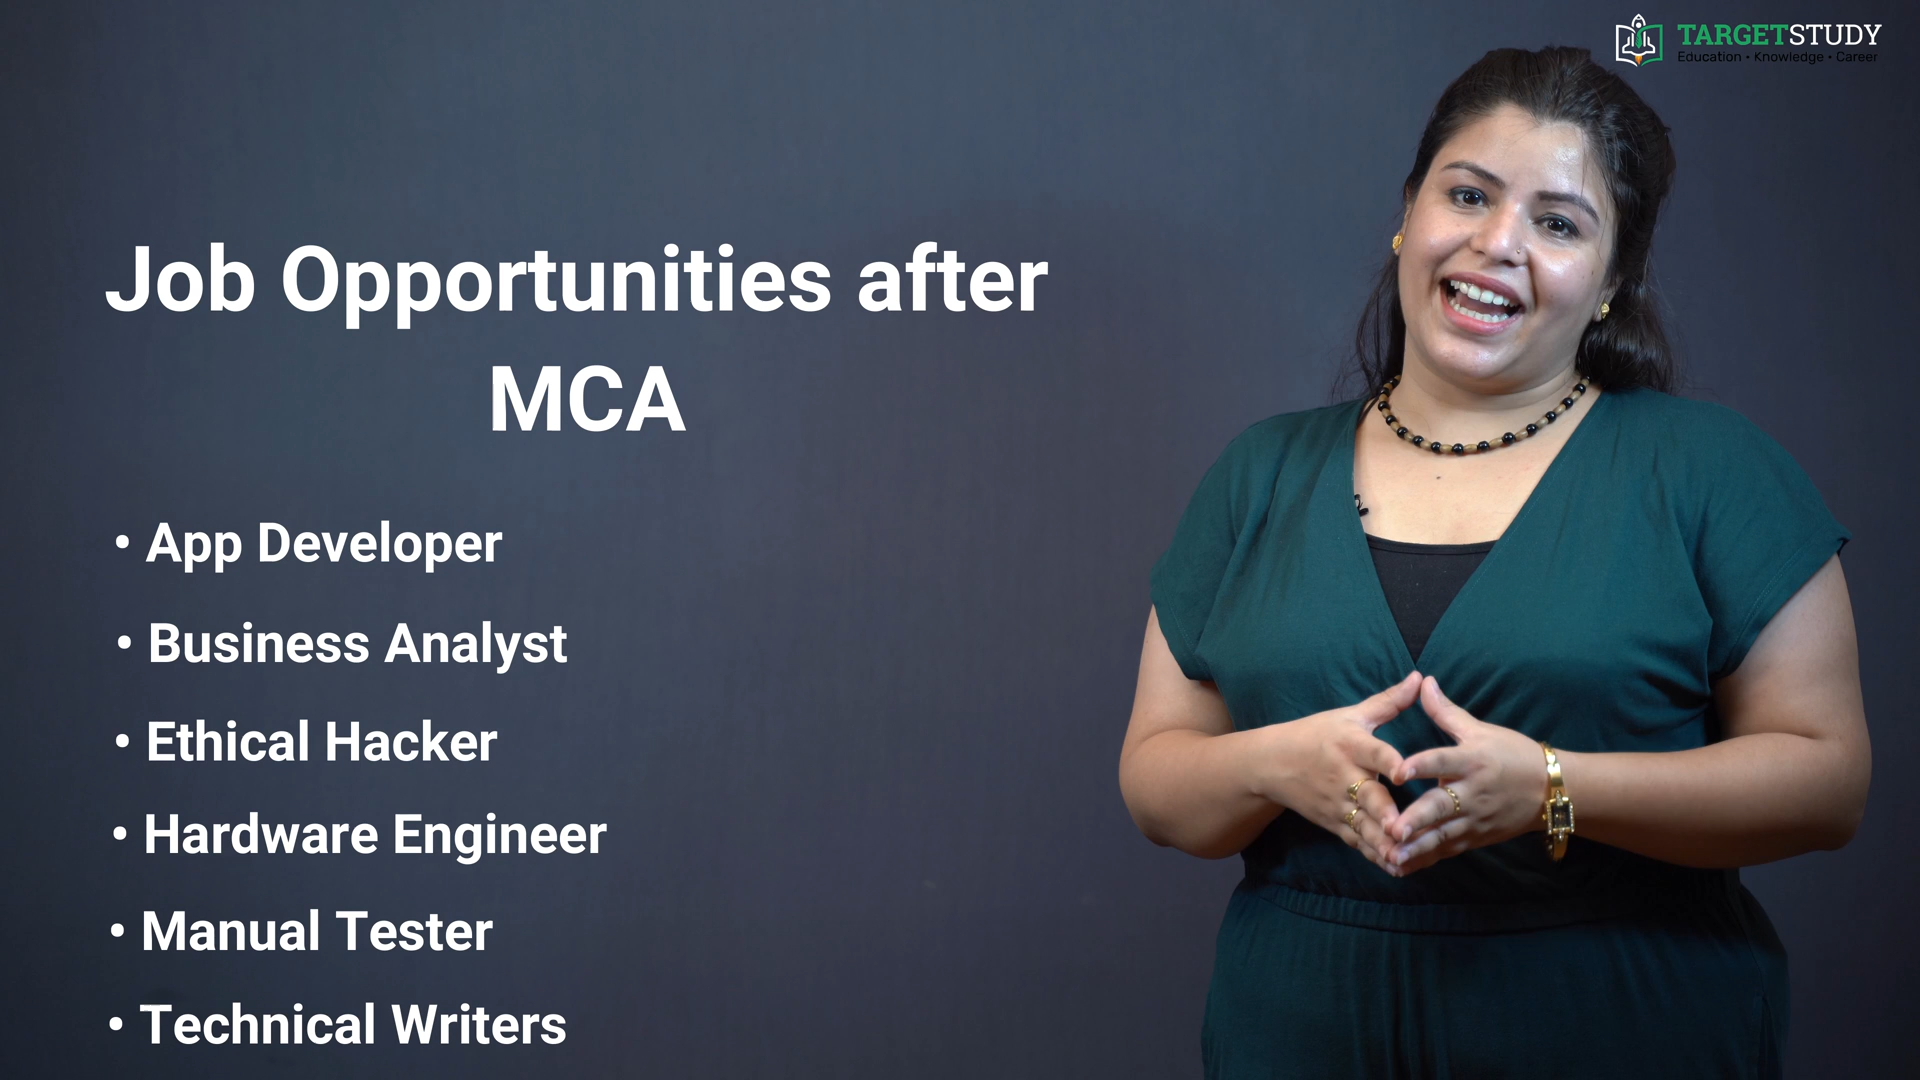 TARGETSTUDY
Education • Knowledge • Career
Job Opportunities after
MCA
• App Developer
• Business Analyst
• Ethical Hacker
• Hardware Engineer
• Manual Tester
• Technical Writers